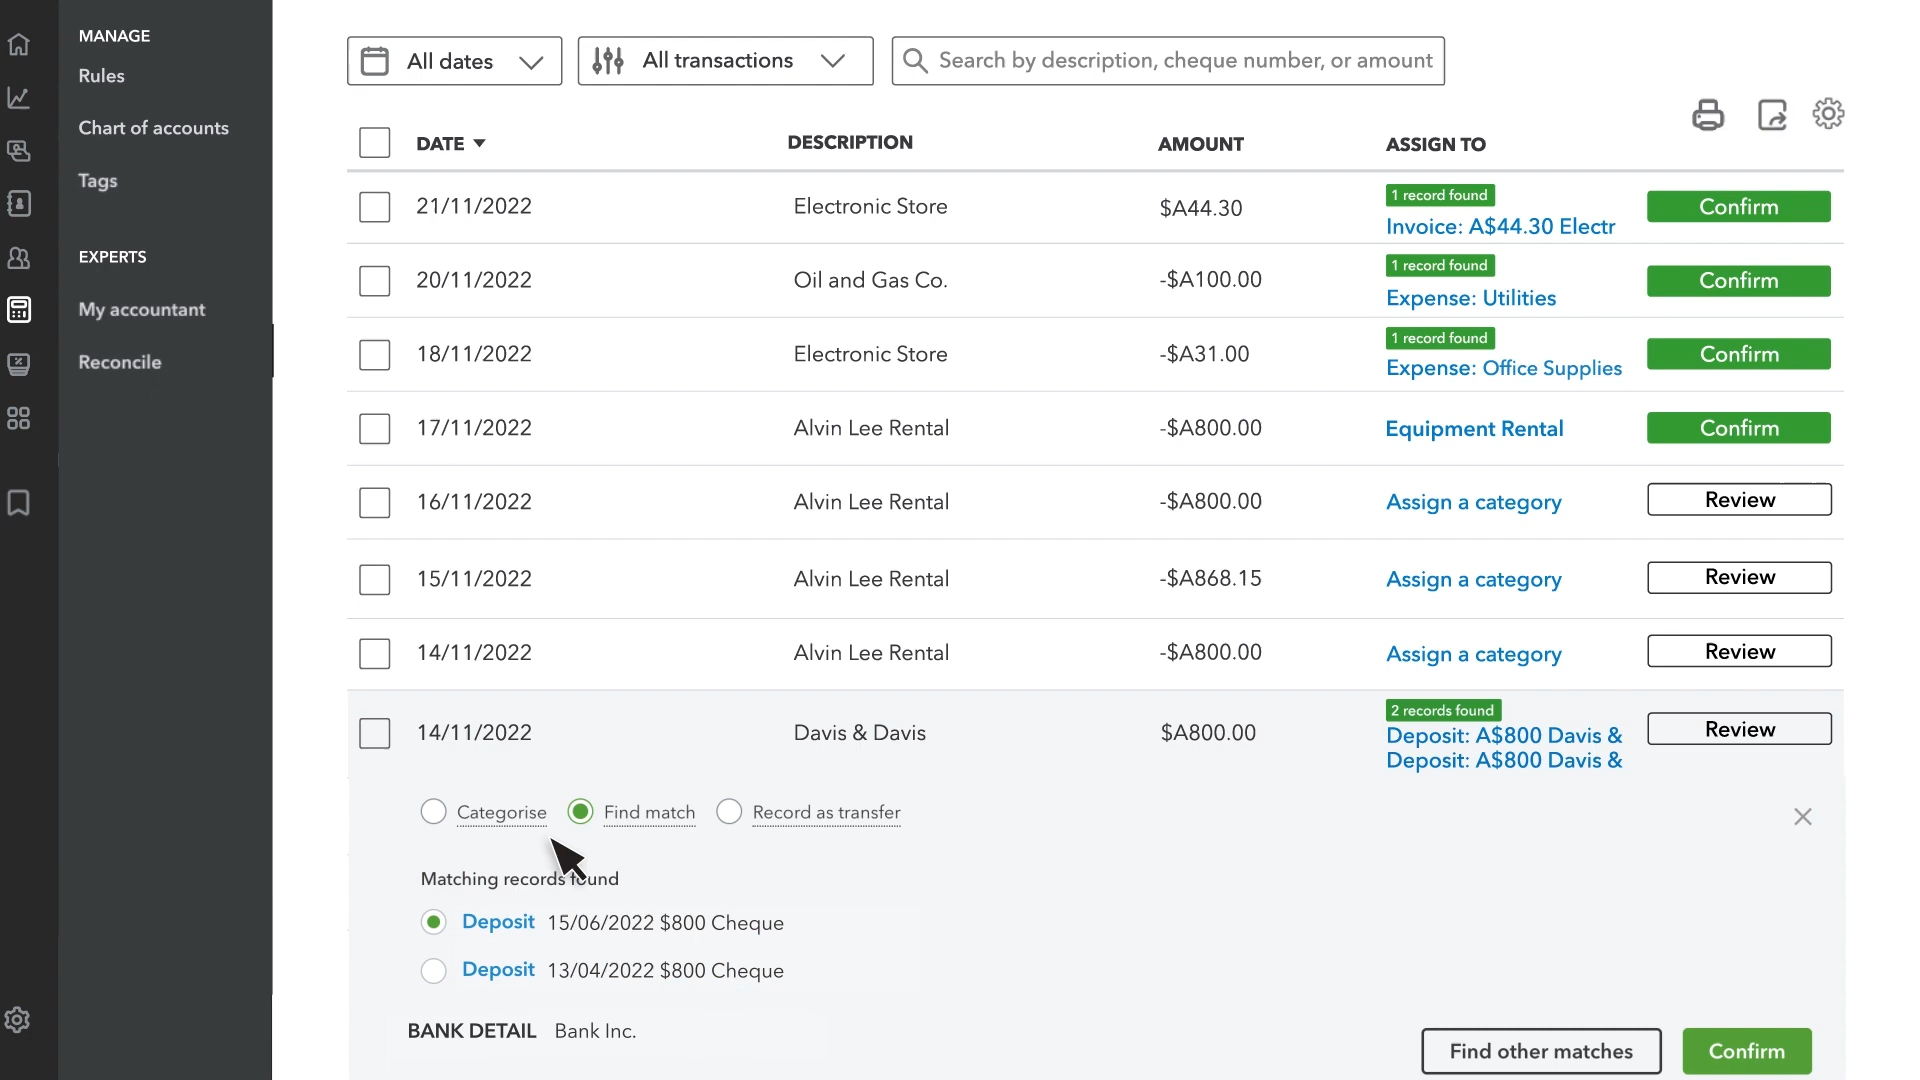 MANAGE
Rules
Chart of accounts
Tags
EXPERTS
My accountant
Reconcile
All dates
All transactions
Search by description, cheque number, or amount
DATE DESCRIPTION AMOUNT ASSIGN TO
21/11/2022 Electronic Store $A44.30 1 record found Confirm
Invoice: A$44.30 Electr
20/11/2022 Oil and Gas Co. -$A100.00 1 record found Confirm
Expense: Utilities
18/11/2022 Electronic Store -$A31.00 1 record found Confirm
Expense: Office Supplies
17/11/2022 Alvin Lee Rental -$A800.00 Equipment Rental Confirm
16/11/2022 Alvin Lee Rental -$A800.00 Assign a category Review
15/11/2022 Alvin Lee Rental -$A868.15 Assign a category Review
14/11/2022 Alvin Lee Rental -$A800.00 Assign a category Review
14/11/2022 Davis & Davis $A800.00 2 records found Review
Deposit: A$800 Davis &
Deposit: A$800 Davis &
Categorise Find match Record as transfer
Matching records found
Deposit 15/06/2022 $800 Cheque
Deposit 13/04/2022 $800 Cheque
BANK DETAIL Bank Inc.
Find other matches Confirm